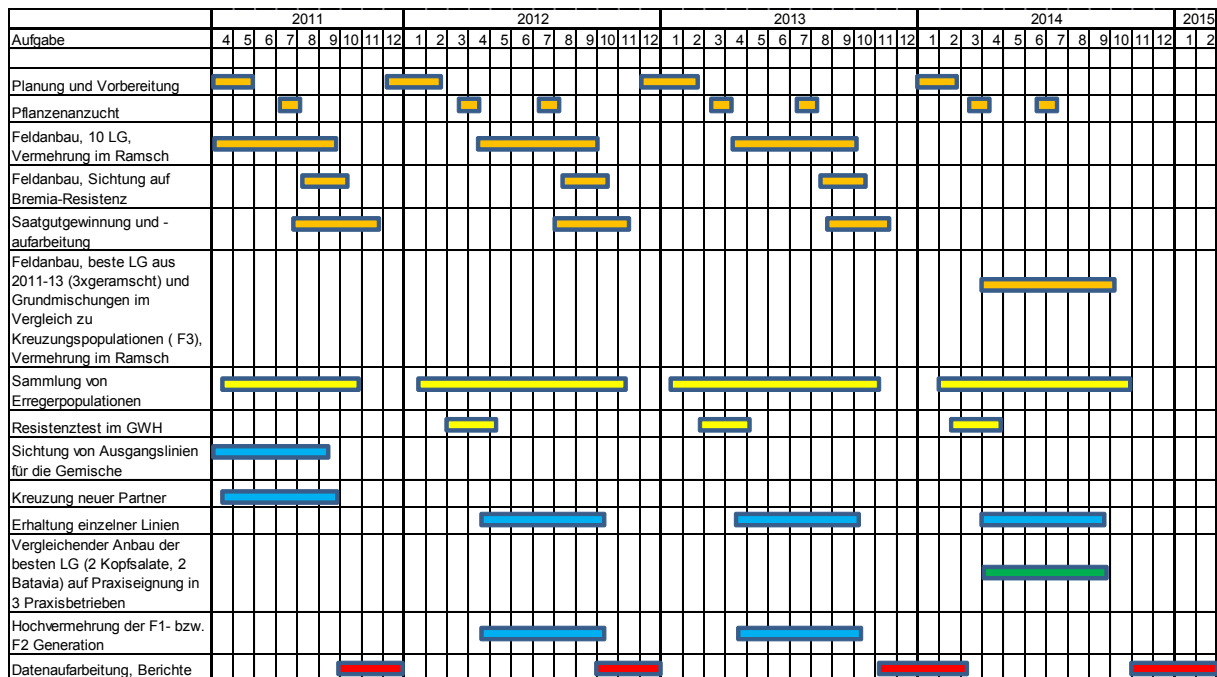 2011 2012 2013 2014 2015
Aufgabe 4 5 6 7 8 9 10 11 12 1 2 3 4 5 6 7 8 9 10 11 12 1 2 3 4 5 6 7 8 9 10 11 12 1 2 3 4 5 6 7 8 9 10 11 12 1 2
Planung und Vorbereitung
Pflanzenanzucht
Feldanbau, 10 LG,
Vermehrung im Ramsch
Feldanbau, Sichtung auf
Bremia-Resistenz
Saatgutgewinnung und -
aufarbeitung
Feldanbau, beste LG aus
2011-13 (3xgeramscht) und
Grundmischungen im
Vergleich zu
Kreuzungspopulationen ( F3),
Vermehrung im Ramsch
Sammlung von
Erregerpopulationen
Resistenztest im GWH
Sichtung von Ausgangslinien
für die Gemische
Kreuzung neuer Partner
Erhaltung einzelner Linien
Vergleichender Anbau der
besten LG (2 Kopfsalate, 2
Batavia) auf Praxiseignung in
3 Praxisbetrieben
Hochvermehrung der F1- bzw.
F2 Generation
Datenaufarbeitung, Berichte